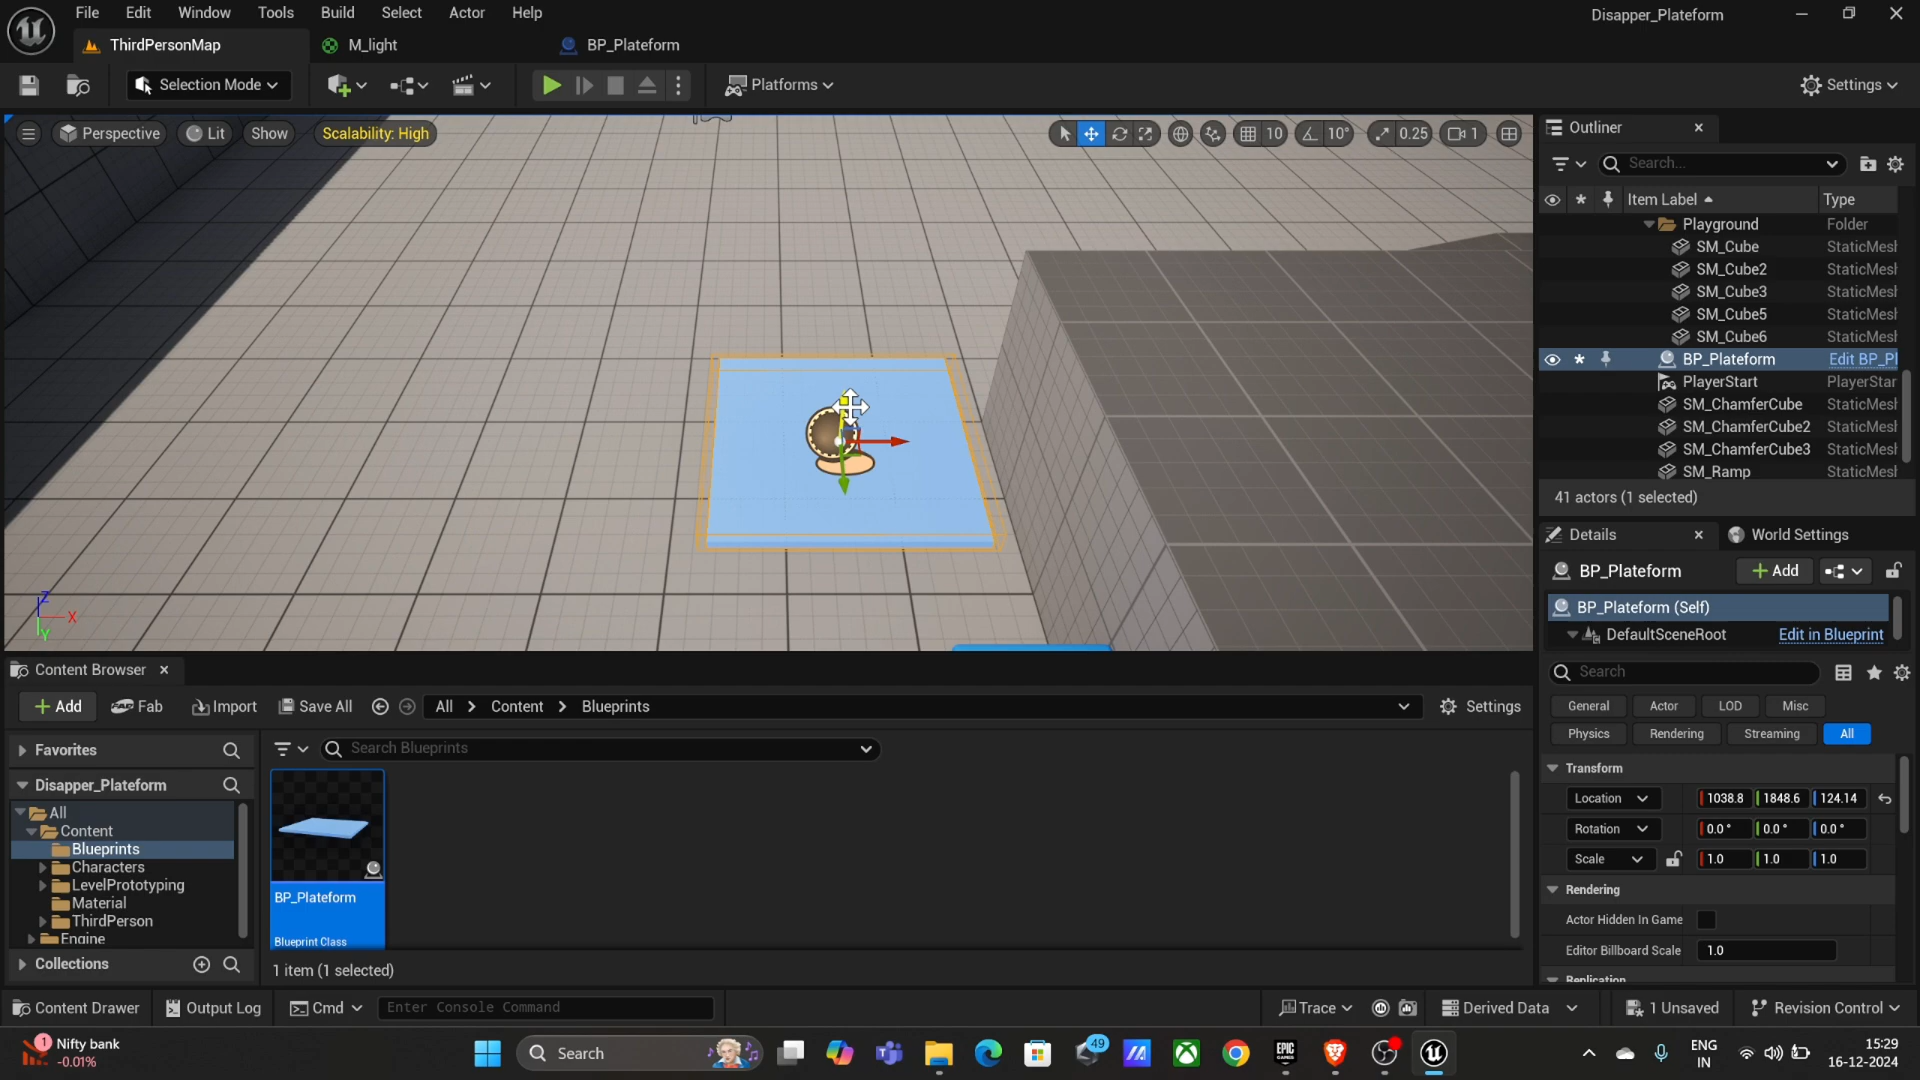 File Edit Window Tools Build Select Actor Help
Disapper_Plateform
ThirdPersonMap
M_light
BP_Plateform
Selection Mode
Platforms
Settings
Perspective
Lit
Show
Scalability: High
10
10°
0.25
1
Z
X
Y
Outliner
Search...
Item Label
Type
Playground Folder
SM_Cube StaticMesh
SM_Cube2 StaticMesh
SM_Cube3 StaticMesh
SM_Cube5 StaticMesh
SM_Cube6 StaticMesh
BP_Plateform Edit BP_Pl
PlayerStart PlayerStar
SM_ChamferCube StaticMesh
SM_ChamferCube2 StaticMesh
SM_ChamferCube3 StaticMesh
SM_Ramp StaticMesh
41 actors (1 selected)
Details
World Settings
BP_Plateform
Add
BP_Plateform (Self)
DefaultSceneRoot
Edit in Blueprint
Search
General Actor LOD Misc
Physics Rendering Streaming All
Transform
Location 1038.8 1848.6 124.14
Rotation 0.0 ° 0.0 ° 0.0 °
Scale 1.0 1.0 1.0
Rendering
Actor Hidden In Game
Editor Billboard Scale 1.0
Replication
Content Browser
Add
Fab
Import
Save All
All > Content > Blueprints
Settings
Favorites
Search Blueprints
Disapper_Plateform
All
Content
Blueprints
Characters
LevelPrototyping
Material
ThirdPerson
Engine
Collections
BP_Plateform
Blueprint Class
1 item (1 selected)
Content Drawer
Output Log
Cmd
Enter Console Command
Trace
Derived Data
1 Unsaved
Revision Control
1
Nifty bank
-0.01%
Search
49
EPIC
GAMES
ENG
IN
15:29
16-12-2024